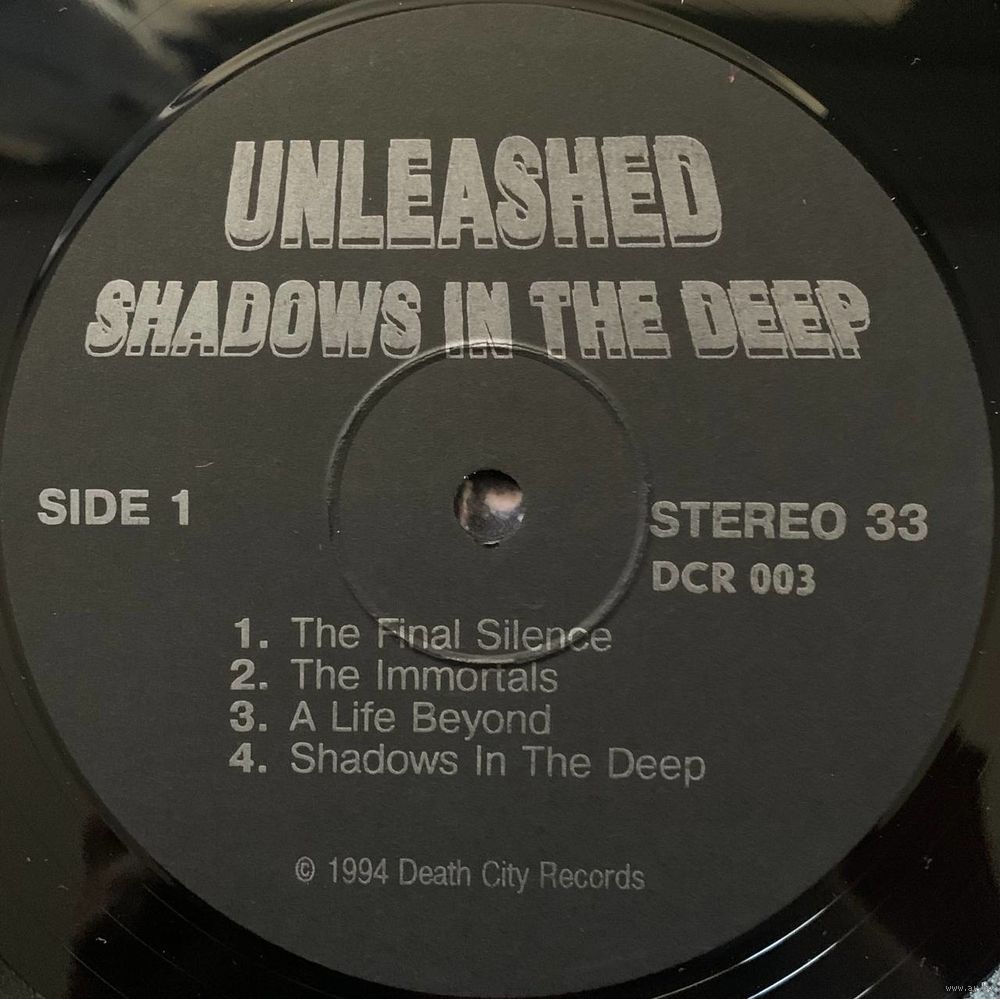 UNLEASHED
SHADOWS IN THE DEEP
SIDE 1
STEREO 33
DCR 003
1. The Final Silence
2. The Immortals
3. A Life Beyond
4. Shadows In The Deep
© 1994 Death City Records